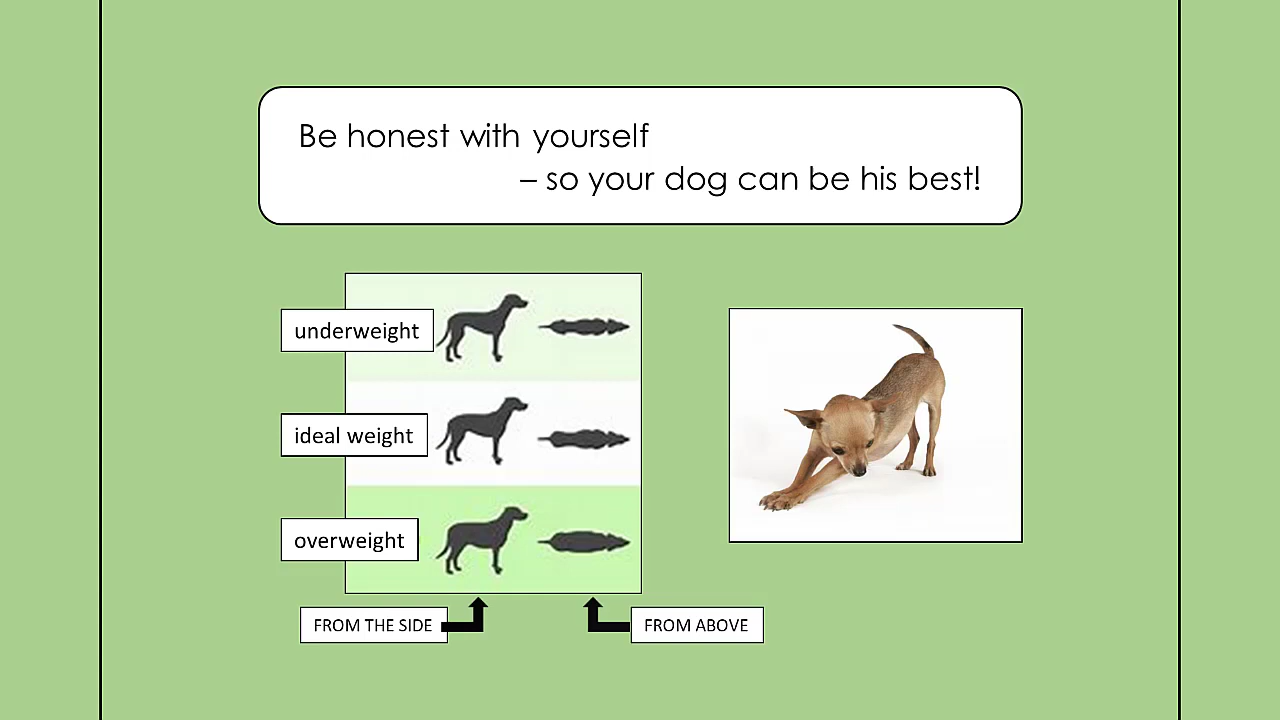 Be honest with yourself
– so your dog can be his best!
underweight
ideal weight
overweight
FROM THE SIDE
FROM ABOVE